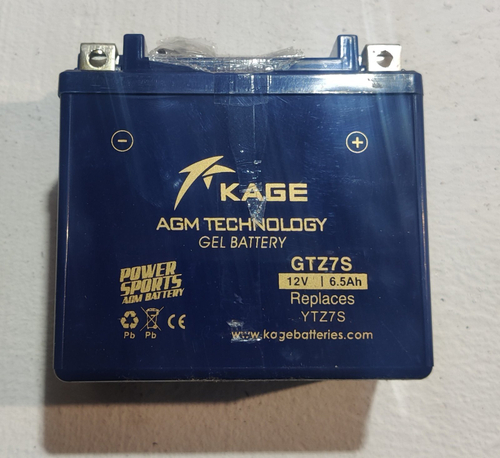 - +
KAGE
AGM TECHNOLOGY
GEL BATTERY
POWER
SPORTS
AGM BATTERY
Pb Pb CE
GTZ7S
12V | 6.5Ah
Replaces
YTZ7S
www.kagebatteries.com